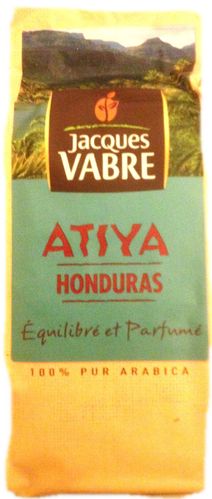 Jacques
VABRE
ATIYA
HONDURAS
Équilibré et Parfumé
100% PUR ARABICA